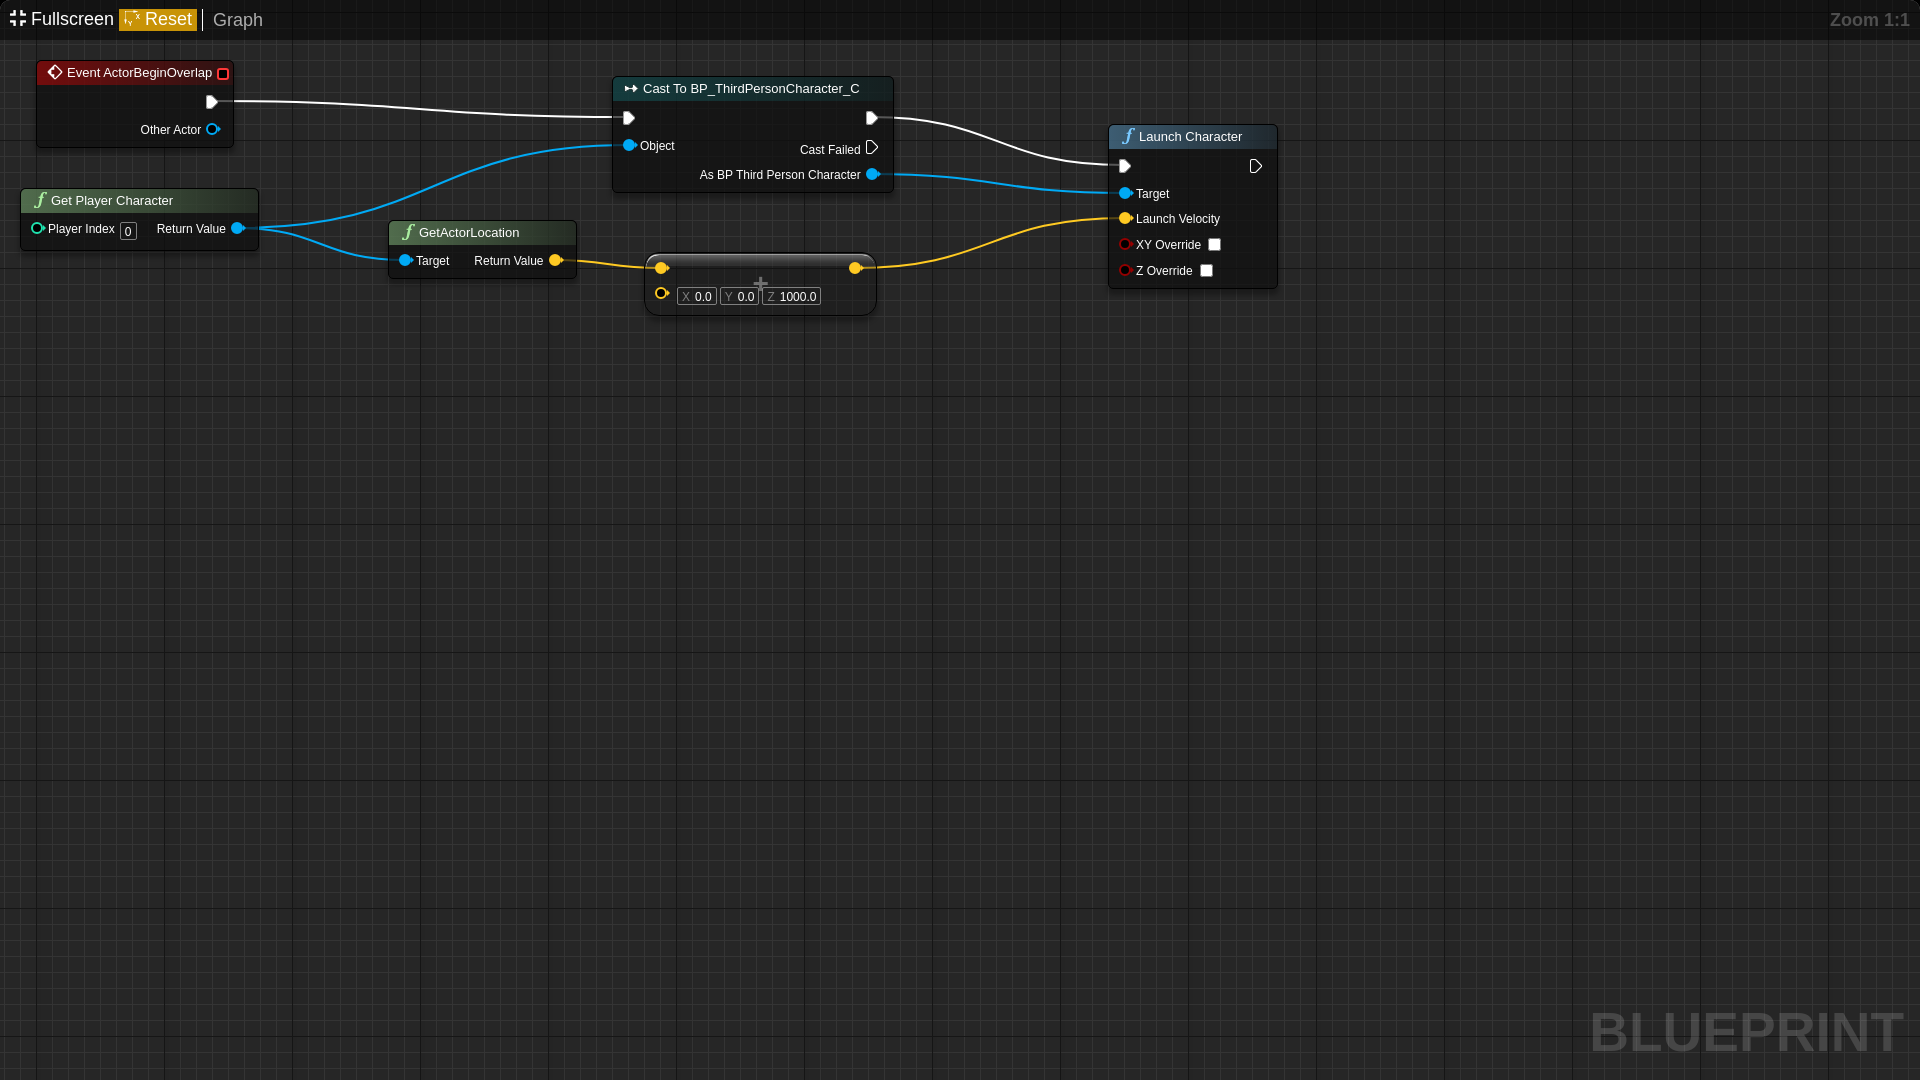 Fullscreen Reset Graph
Zoom 1:1
Event ActorBeginOverlap
Other Actor
Get Player Character
Player Index 0 Return Value
GetActorLocation
Target Return Value
Cast To BP_ThirdPersonCharacter_C
Object
Cast Failed
As BP Third Person Character
X 0.0 Y 0.0 Z 1000.0
Launch Character
Target
Launch Velocity
XY Override
Z Override
BLUEPRINT